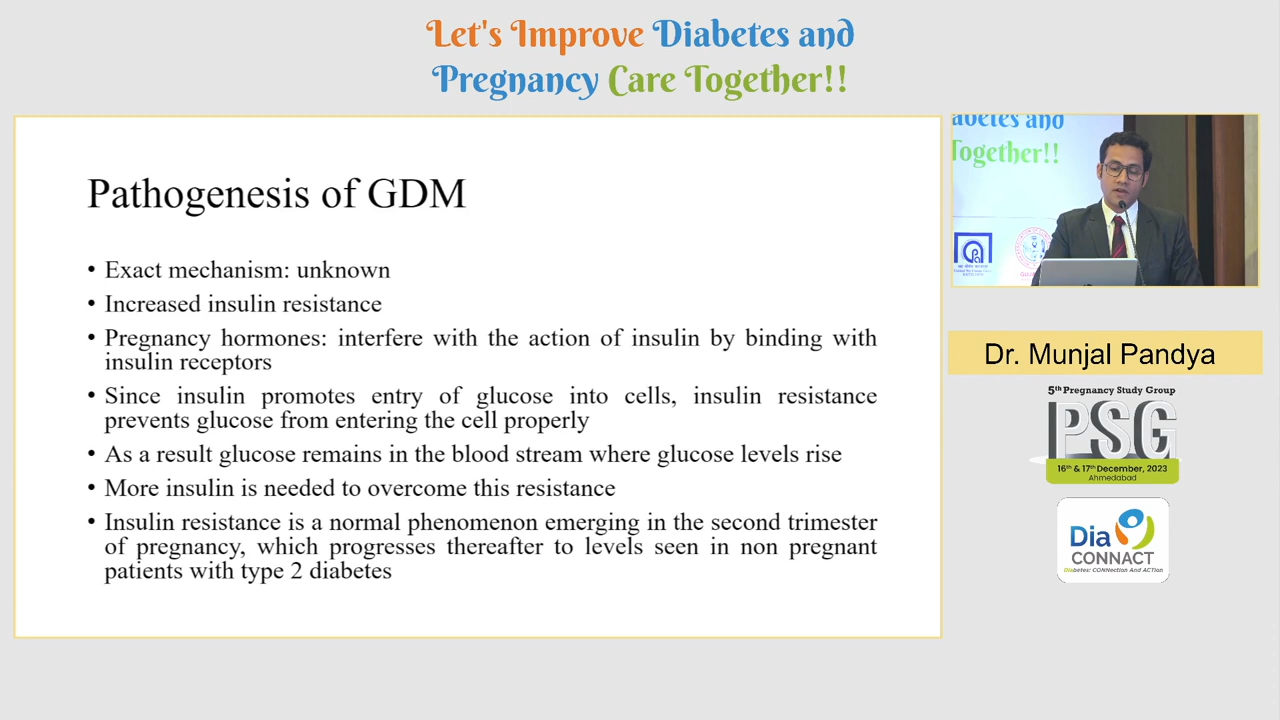 Let's Improve Diabetes and
Pregnancy Care Together!!
Pathogenesis of GDM
• Exact mechanism: unknown
• Increased insulin resistance
• Pregnancy hormones: interfere with the action of insulin by binding with
insulin receptors
• Since insulin promotes entry of glucose into cells, insulin resistance
prevents glucose from entering the cell properly
• As a result glucose remains in the blood stream where glucose levels rise
• More insulin is needed to overcome this resistance
• Insulin resistance is a normal phenomenon emerging in the second trimester
of pregnancy, which progresses thereafter to levels seen in non pregnant
patients with type 2 diabetes
abetes and
Together!!
Dr. Munjal Pandya
5th Pregnancy Study Group
PSG
16th & 17th December, 2023
Ahmedabad
Dia
CONNACT
Diabetes: CONNection And ACTion